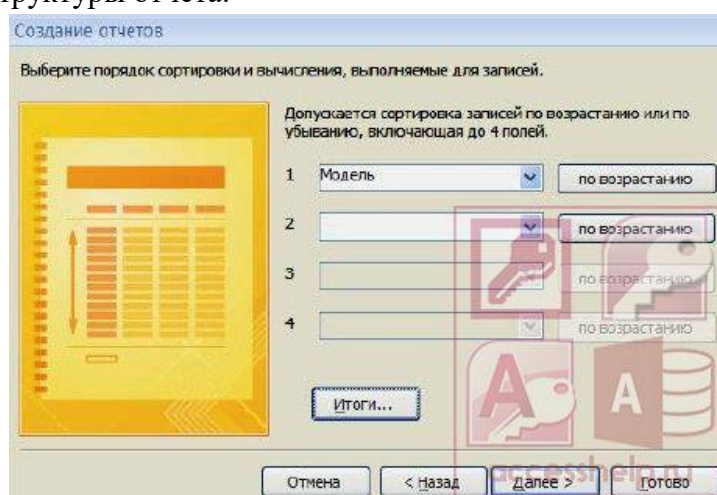 труктуры отчета.
Создание отчетов
Выберите порядок сортировки и вычисления, выполняемые для записей.
Допускается сортировка записей по возрастанию или по
убыванию, включающая до 4 полей.
1 Модель по возрастанию
2 по возрастанию
3 по возрастанию
4 по возрастанию
Итоги...
A A
accesshelp.ru
Отмена < Назад Далее > Готово